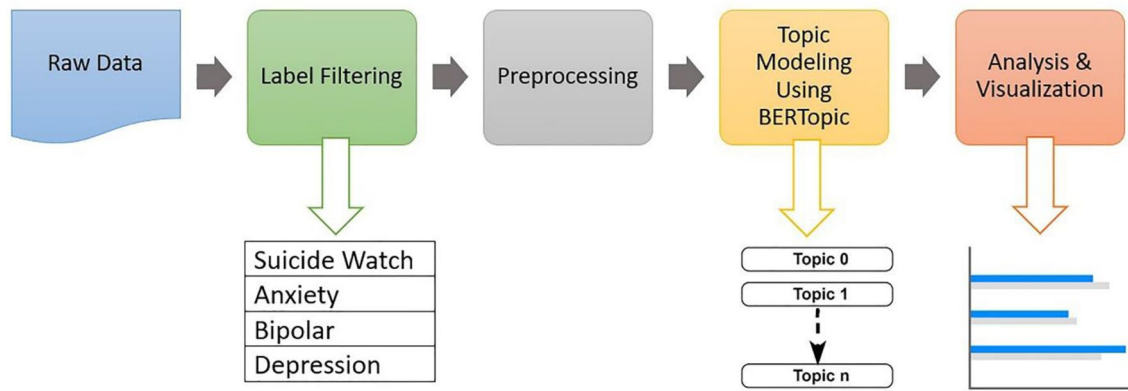 Raw Data
Label Filtering
Preprocessing
Topic
Modeling
Using
BERTopic
Analysis &
Visualization
Suicide Watch
Anxiety
Bipolar
Depression
Topic 0
Topic 1
Topic n